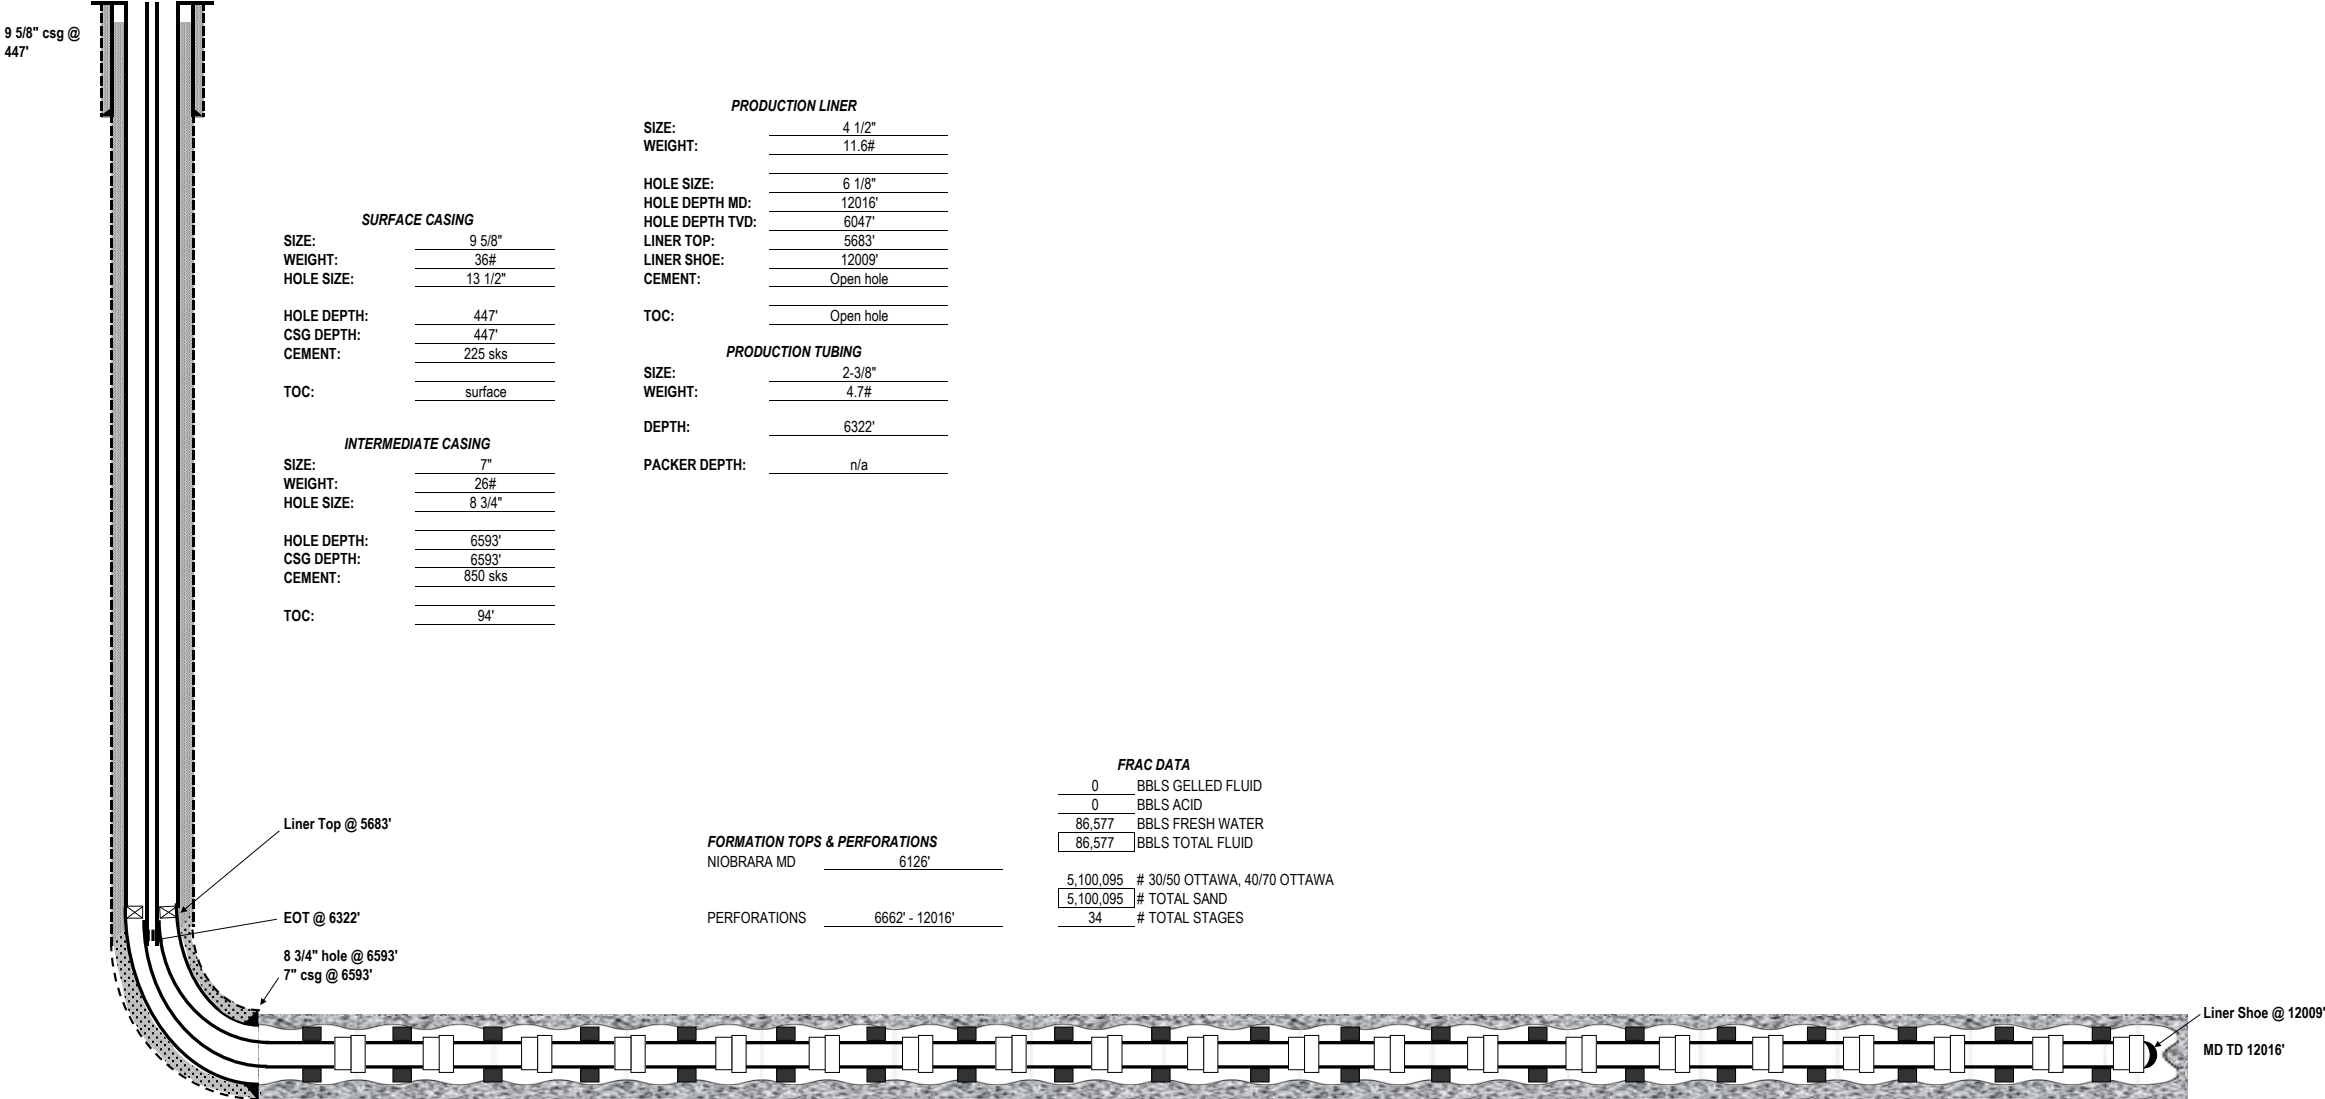 9 5/8" csg @
447'
SURFACE CASING
SIZE: 9 5/8"
WEIGHT: 36#
HOLE SIZE: 13 1/2"
HOLE DEPTH: 447'
CSG DEPTH: 447'
CEMENT: 225 sks
TOC: surface
INTERMEDIATE CASING
SIZE: 7"
WEIGHT: 26#
HOLE SIZE: 8 3/4"
HOLE DEPTH: 6593'
CSG DEPTH: 6593'
CEMENT: 850 sks
TOC: 94'
PRODUCTION LINER
SIZE: 4 1/2"
WEIGHT: 11.6#
HOLE SIZE: 6 1/8"
HOLE DEPTH MD: 12016'
HOLE DEPTH TVD: 6047'
LINER TOP: 5683'
LINER SHOE: 12009'
CEMENT: Open hole
TOC: Open hole
PRODUCTION TUBING
SIZE: 2-3/8"
WEIGHT: 4.7#
DEPTH: 6322'
PACKER DEPTH: n/a
Liner Top @ 5683'
EOT @ 6322'
8 3/4" hole @ 6593'
7" csg @ 6593'
FORMATION TOPS & PERFORATIONS
NIOBRARA MD 6126'
PERFORATIONS 6662' - 12016'
FRAC DATA
0 BBLS GELLED FLUID
0 BBLS ACID
86,577 BBLS FRESH WATER
86,577 BBLS TOTAL FLUID
5,100,095 # 30/50 OTTAWA, 40/70 OTTAWA
5,100,095 # TOTAL SAND
34 # TOTAL STAGES
Liner Shoe @ 12009'
MD TD 12016'